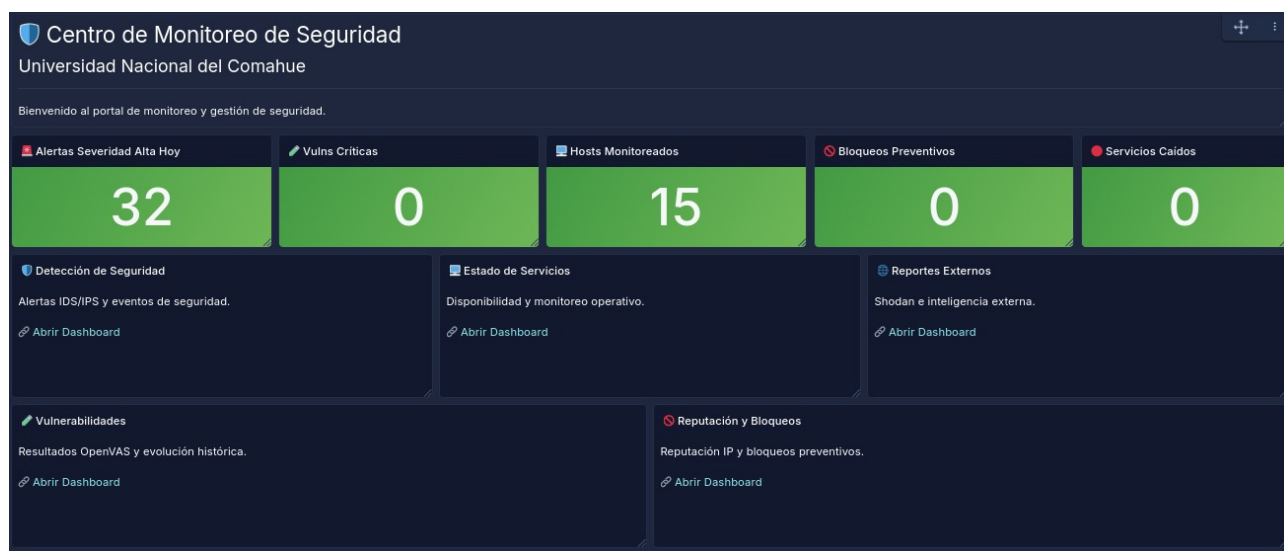 Centro de Monitoreo de Seguridad
Universidad Nacional del Comahue
Bienvenido al portal de monitoreo y gestión de seguridad.
Alertas Severidad Alta Hoy
32
Vulns Críticas
0
Hosts Monitoreados
15
Bloqueos Preventivos
0
Servicios Caídos
0
Detección de Seguridad
Alertas IDS/IPS y eventos de seguridad.
Abrir Dashboard
Estado de Servicios
Disponibilidad y monitoreo operativo.
Abrir Dashboard
Reportes Externos
Shodan e inteligencia externa.
Abrir Dashboard
Vulnerabilidades
Resultados OpenVAS y evolución histórica.
Abrir Dashboard
Reputación y Bloqueos
Reputación IP y bloqueos preventivos.
Abrir Dashboard